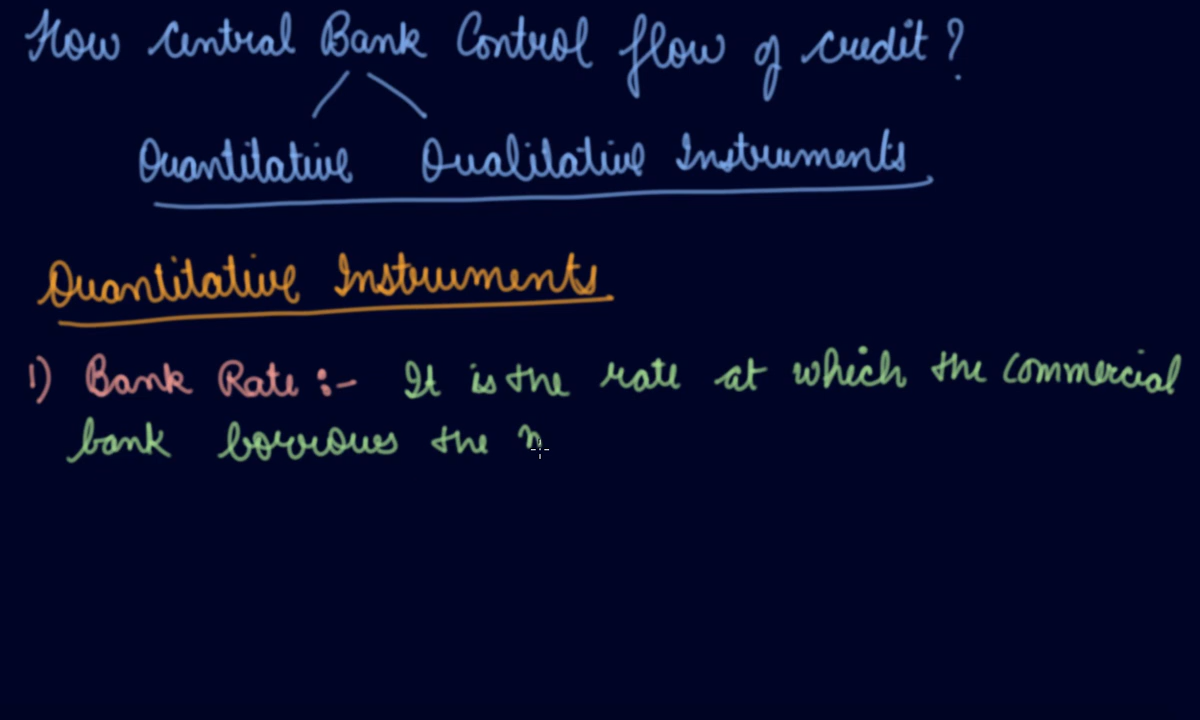 How Central Bank Control flow of credit?
Quantitative Qualitative Instruments
Quantitative Instruments
1) Bank Rate :- It is the rate at which the Commercial
bank borrows the